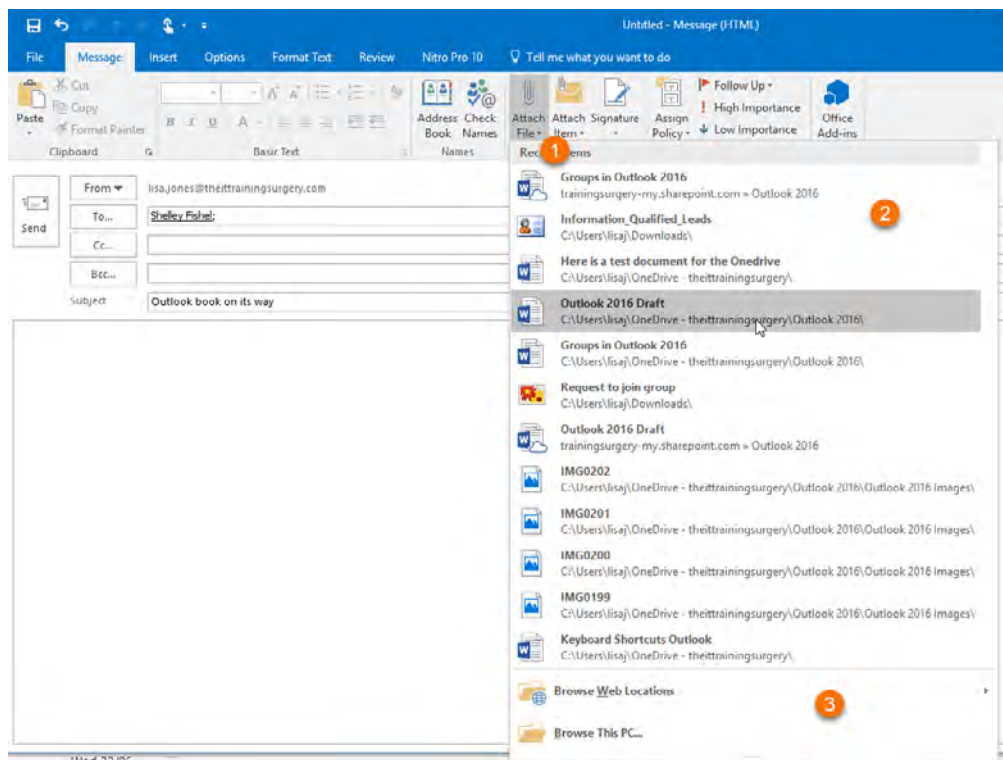 Untitled - Message (HTML)
File Message Insert Options Format Text Review Nitro Pro 10 Tell me what you want to do
Paste
Cut
Copy
Format Painter
Clipboard
B I U A
Basic Text
Address Book
Check Names
Names
Attach File
Attach Item
Signature
Assign Policy
Follow Up
High Importance
Low Importance
Office Add-ins
1
2
3
Send
From lisa.jones@theittrainingsurgery.com
To... Shelley Fishel;
Cc...
Bcc...
Subject Outlook book on its way
Groups in Outlook 2016
trainingsurgery-my.sharepoint.com » Outlook 2016
Information_Qualified_Leads
C:\Users\lisaj\Downloads\
Here is a test document for the Onedrive
C:\Users\lisaj\OneDrive - theittrainingsurgery\
Outlook 2016 Draft
C:\Users\lisaj\OneDrive - theittrainingsurgery\Outlook 2016\
Groups in Outlook 2016
C:\Users\lisaj\OneDrive - theittrainingsurgery\Outlook 2016\
Request to join group
C:\Users\lisaj\Downloads\
Outlook 2016 Draft
trainingsurgery-my.sharepoint.com » Outlook 2016
IMG0202
C:\Users\lisaj\OneDrive - theittrainingsurgery\Outlook 2016\Outlook 2016 Images\
IMG0201
C:\Users\lisaj\OneDrive - theittrainingsurgery\Outlook 2016\Outlook 2016 Images\
IMG0200
C:\Users\lisaj\OneDrive - theittrainingsurgery\Outlook 2016\Outlook 2016 Images\
IMG0199
C:\Users\lisaj\OneDrive - theittrainingsurgery\Outlook 2016\Outlook 2016 Images\
Keyboard Shortcuts Outlook
C:\Users\lisaj\OneDrive - theittrainingsurgery\
Browse Web Locations
Browse This PC...